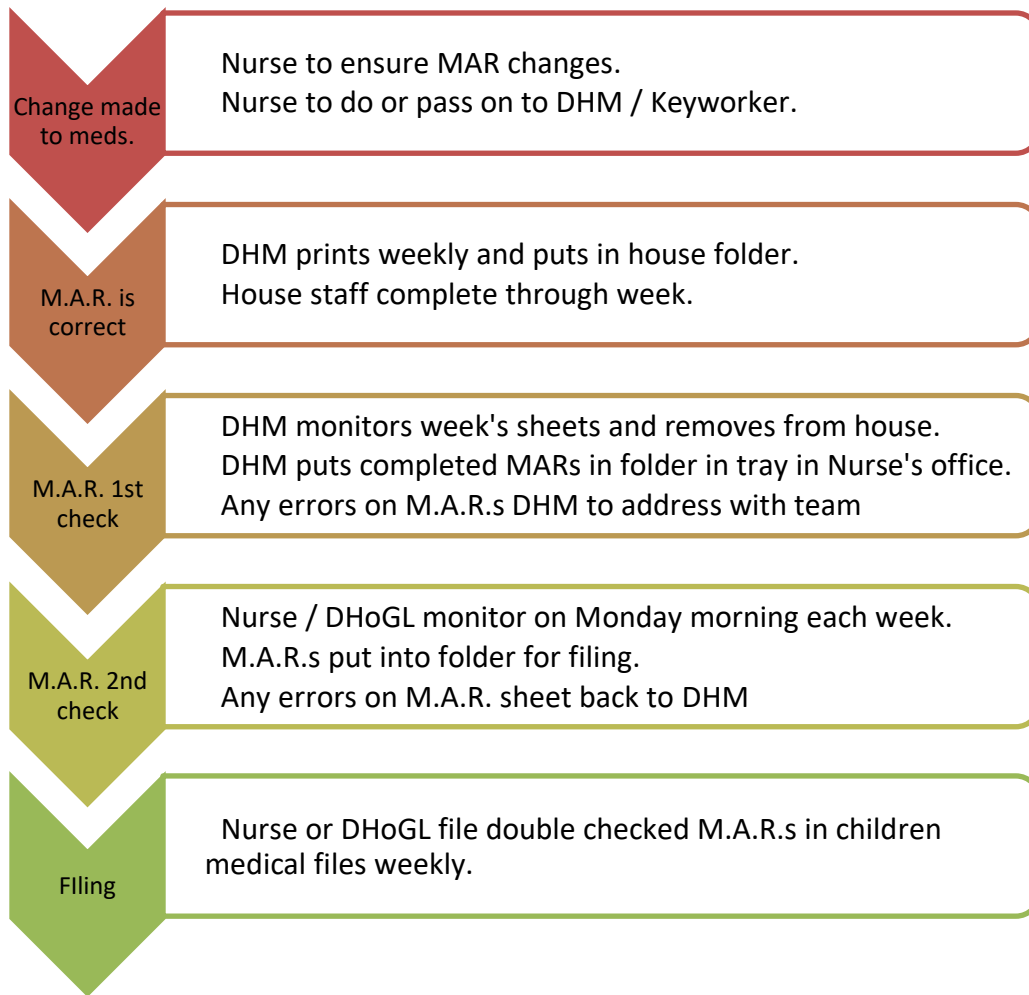 Change made
to meds.
Nurse to ensure MAR changes.
Nurse to do or pass on to DHM / Keyworker.
M.A.R. is
correct
DHM prints weekly and puts in house folder.
House staff complete through week.
M.A.R. 1st
check
DHM monitors week's sheets and removes from house.
DHM puts completed MARs in folder in tray in Nurse's office.
Any errors on M.A.R.s DHM to address with team
M.A.R. 2nd
check
Nurse / DHoGL monitor on Monday morning each week.
M.A.R.s put into folder for filing.
Any errors on M.A.R. sheet back to DHM
FIling
Nurse or DHoGL file double checked M.A.R.s in children
medical files weekly.